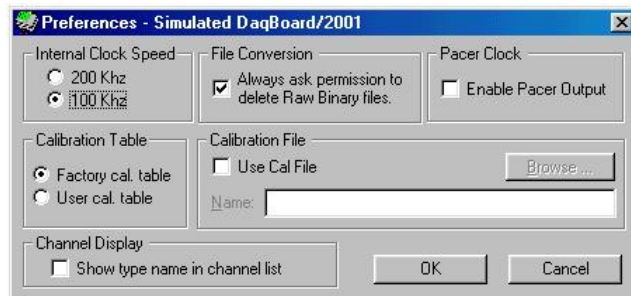 Preferences - Simulated DaqBoard/2001
Internal Clock Speed
200 Khz
100 Khz
File Conversion
Always ask permission to
delete Raw Binary files.
Pacer Clock
Enable Pacer Output
Calibration Table
Factory cal. table
User cal. table
Calibration File
Use Cal File
Browse ...
Name:
Channel Display
Show type name in channel list
OK
Cancel